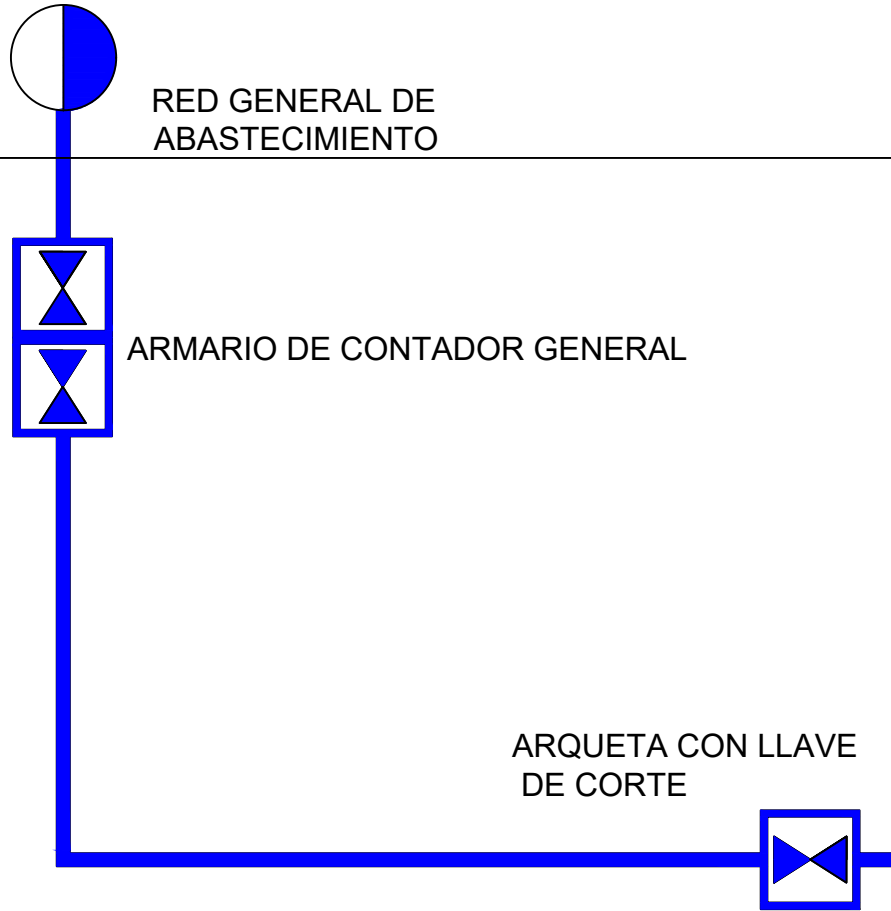 RED GENERAL DE
ABASTECIMIENTO
ARMARIO DE CONTADOR GENERAL
ARQUETA CON LLAVE
DE CORTE